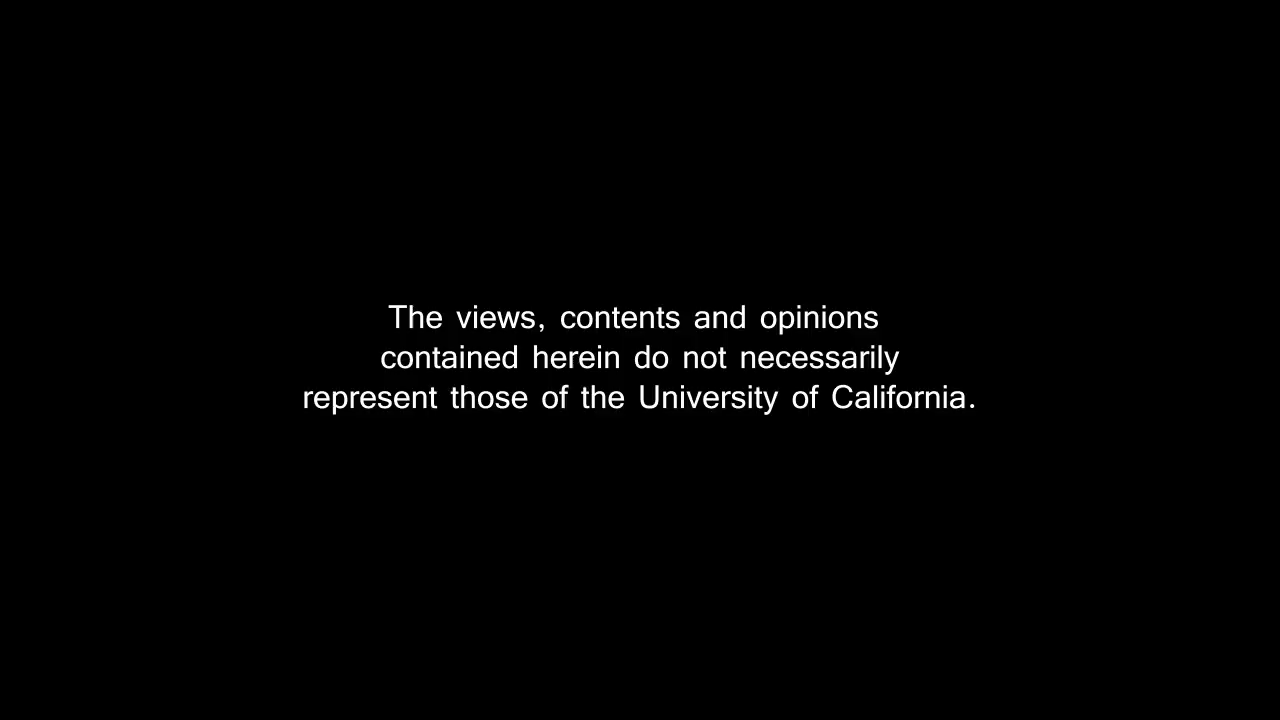 The views, contents and opinions
contained herein do not necessarily
represent those of the University of California.